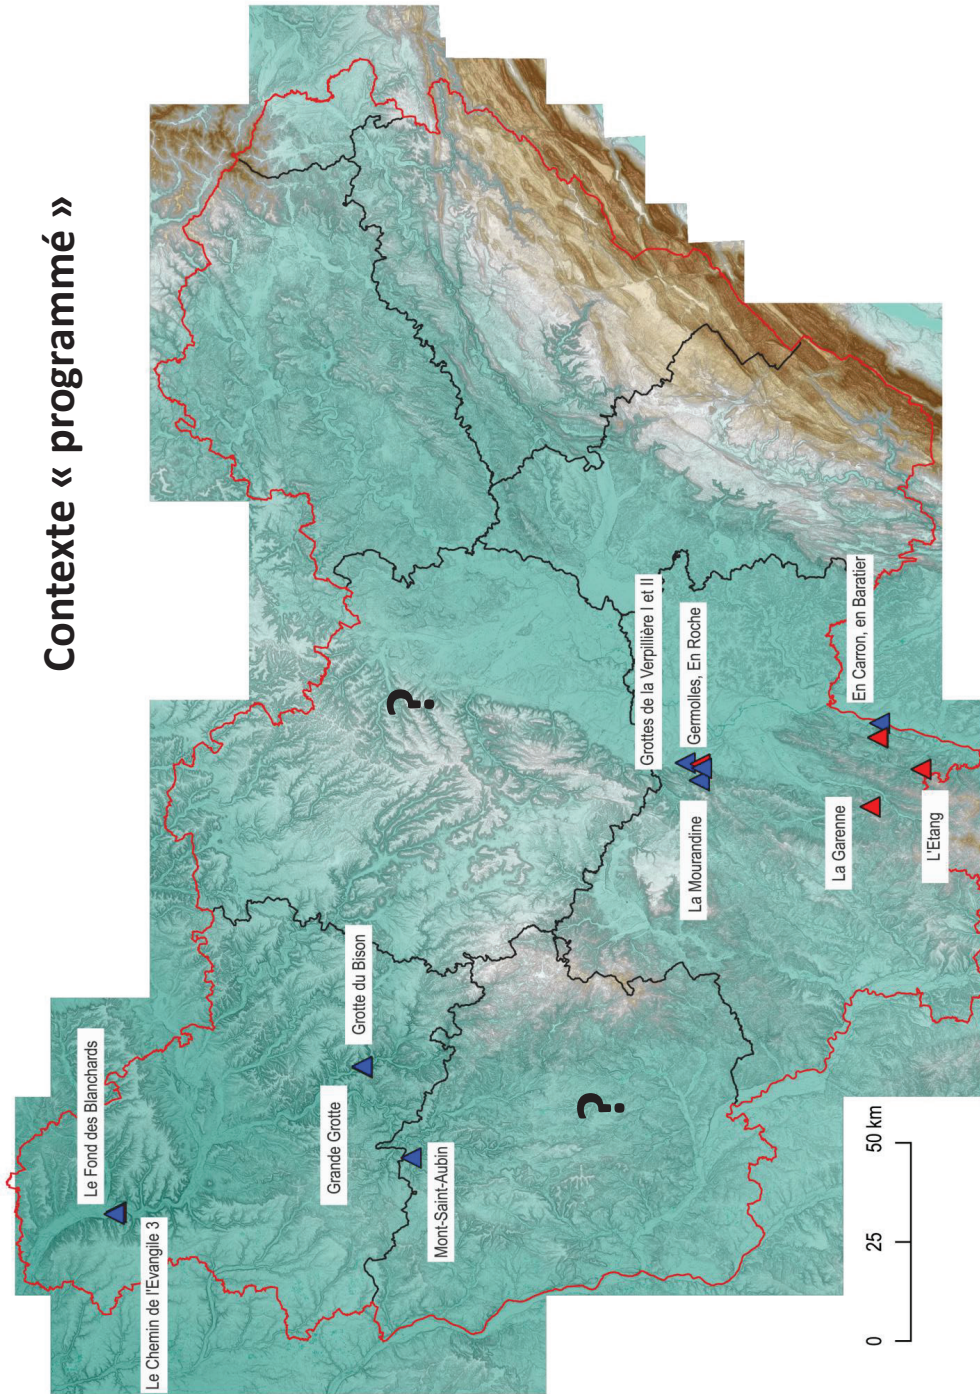 Contexte « programmé »
Le Fond des Blanchards
Le Chemin de l'Evangile 3
Grotte du Bison
Grande Grotte
Mont-Saint-Aubin
?
?
Grottes de la Verpillière I et II
Germolles, En Roche
La Mourandine
En Carron, en Baratier
La Garenne
L'Etang
0 25 50 km